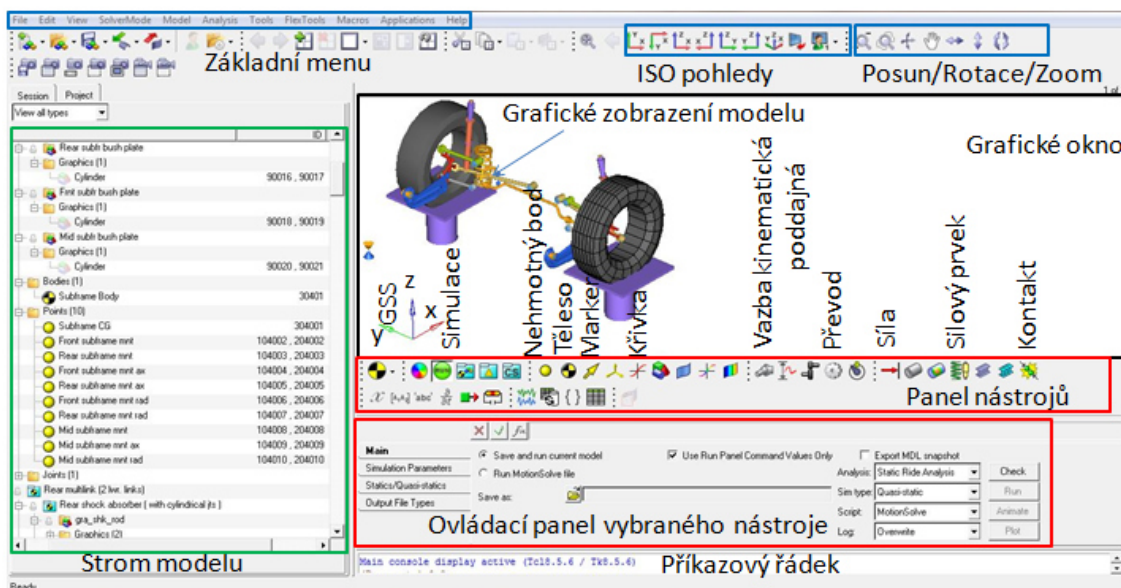 File Edit View SolverMode Model Analysis Tools FlexTools Macros Applications Help
Základní menu
ISO pohledy
Posun/Rotace/Zoom
Session Project
1 of
View all types
ID
Grafické zobrazení modelu
Grafické okno
Rear subfr bush plate
Graphics (1)
Cylinder 90016 , 90017
Frnt subfr bush plate
Graphics (1)
Cylinder 90018 , 90019
Mid subfr bush plate
Graphics (1)
Cylinder 90020 , 90021
Bodies (1)
Subframe Body 30401
Points (10)
Subframe CG 304001
Front subframe mnt 104002 , 204002
Rear subframe mnt 104003 , 204003
Front subframe mnt ax 104004 , 204004
Rear subframe mnt ax 104005 , 204005
Front subframe mnt rad 104006 , 204006
Rear subframe mnt rad 104007 , 204007
Mid subframe mnt 104008 , 204008
Mid subframe mnt ax 104009 , 204009
Mid subframe mnt rad 104010 , 204010
Joints (1)
Rear multilink (2 lwr. links)
Rear shock absorber ( with cylindrical jts )
gra_shk_rod
Graphics (2)
Strom modelu
z
x
y
GSS
Simulace
Nehmotný bod
Těleso
Marker
Křivka
Vazba kinematická
poddajná
Převod
Síla
Silový prvek
Kontakt
Panel nástrojů
Main
Simulation Parameters
Statics/Quasi-statics
Output File Types
Save and run current model
Use Run Panel Command Values Only
Export MDL snapshot
Run MotionSolve file
Analysis: Static Ride Analysis Check
Save as:
Sim type: Quasi-static Run
Script: MotionSolve Animate
Log: Overwrite Plot
Ovládací panel vybraného nástroje
Main console display active (Tcl8.5.6 / Tk8.5.6)
Příkazový řádek
Ready